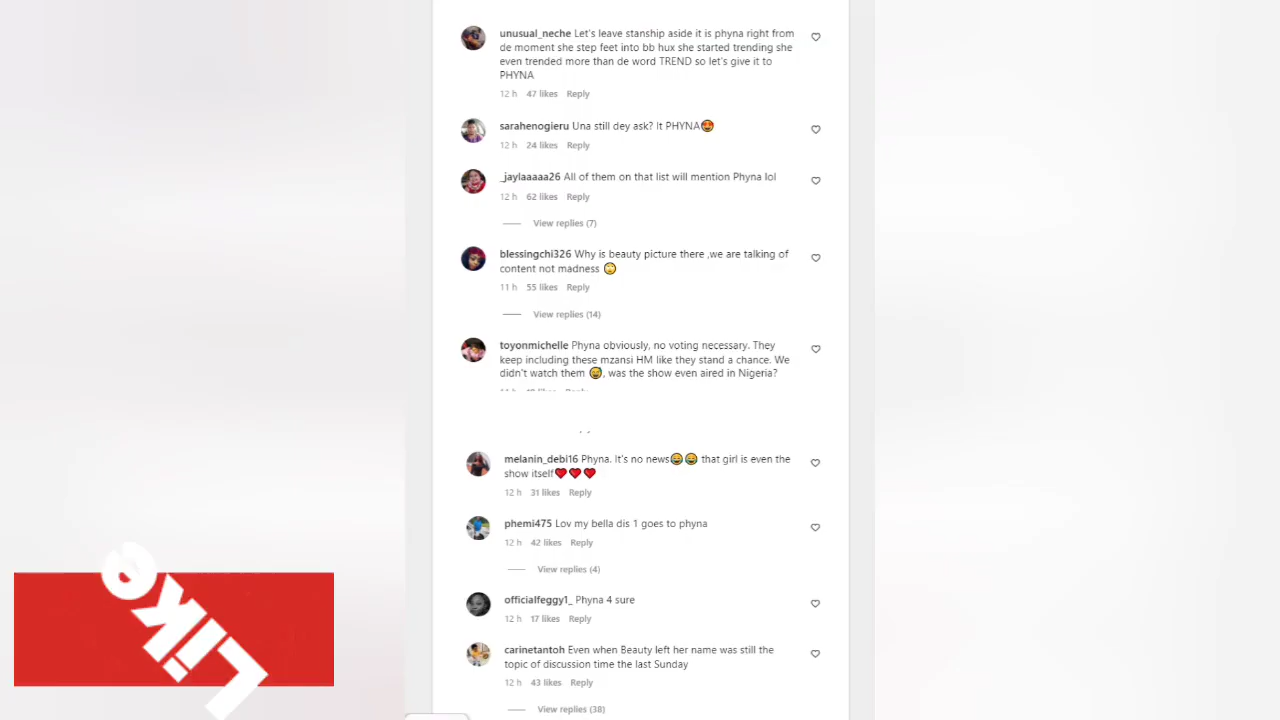 unusual_neche Let's leave stanship aside it is phyna right from
de moment she step feet into bb hux she started trending she
even trended more than de word TREND so let's give it to
PHYNA
12 h 47 likes Reply
sarahenogieru Una still dey ask? It PHYNA😍
12 h 24 likes Reply
_jaylaaaaa26 All of them on that list will mention Phyna lol
12 h 62 likes Reply
View replies (7)
blessingchi326 Why is beauty picture there ,we are talking of
content not madness 🙄
11 h 55 likes Reply
View replies (14)
toyonmichelle Phyna obviously, no voting necessary. They
keep including these mzansi HM like they stand a chance. We
didn't watch them 😅, was the show even aired in Nigeria?
melanin_debi16 Phyna. It's no news😂😂 that girl is even the
show itself❤️❤️❤️
12 h 31 likes Reply
phemi475 Lov my bella dis 1 goes to phyna
12 h 42 likes Reply
View replies (4)
officialfeggy1_ Phyna 4 sure
12 h 17 likes Reply
carinetantoh Even when Beauty left her name was still the
topic of discussion time the last Sunday
12 h 43 likes Reply
View replies (38)
Like